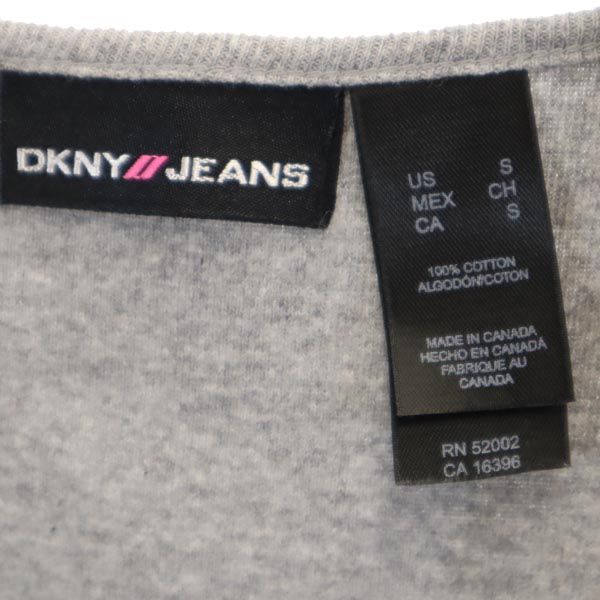 DKNY//JEANS
US S
MEX CH
CA S
100% COTTON
ALGODÓN/COTON
MADE IN CANADA
HECHO EN CANADÁ
FABRIQUE AU
CANADA
RN 52002
CA 16396